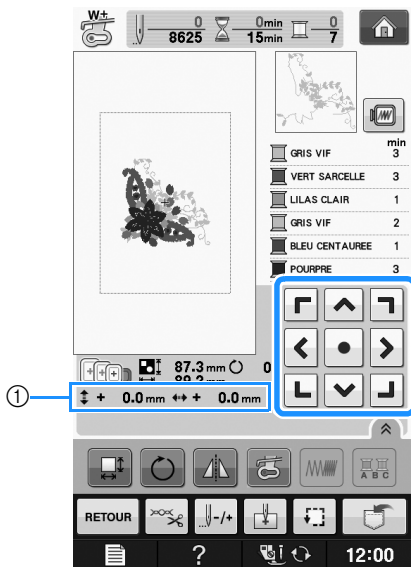 W+
0 0min 0
8625 15min 7
min
GRIS VIF 3
VERT SARCELLE 3
LILAS CLAIR 1
GRIS VIF 2
BLEU CENTAUREE 1
POURPRE 3
87.3 mm 0
① + 0.0 mm + 0.0 mm
A B C
RETOUR -/+
? 12:00